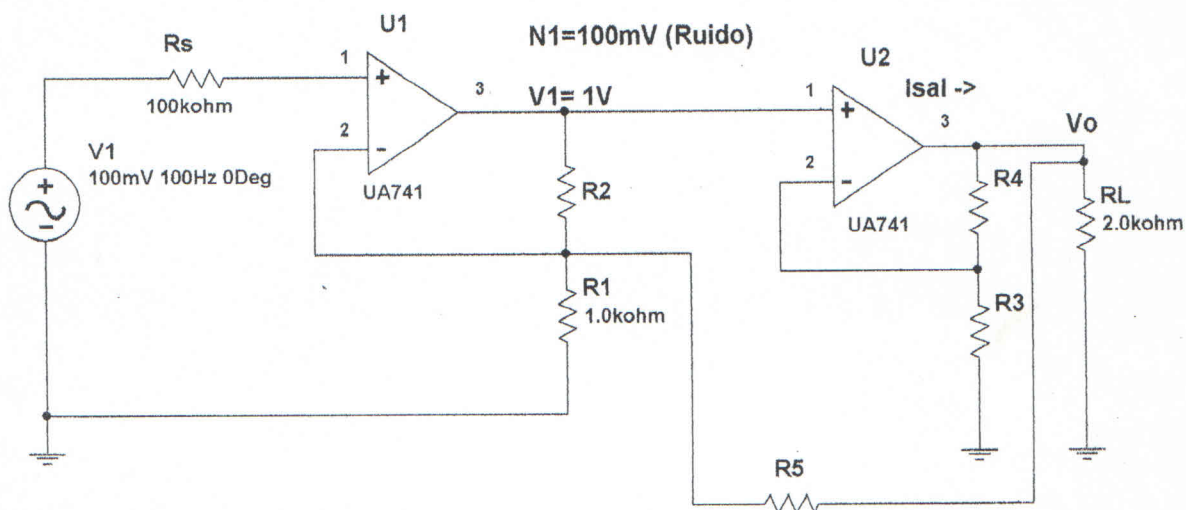 U1
N1=100mV (Ruido)
Rs
U2
1
3
V1= 1V
1
Isal ->
100kohm
3
Vo
2
V1
100mV 100Hz 0Deg
UA741
R2
2
R4
RL
2.0kohm
UA741
R1
1.0kohm
R3
R5